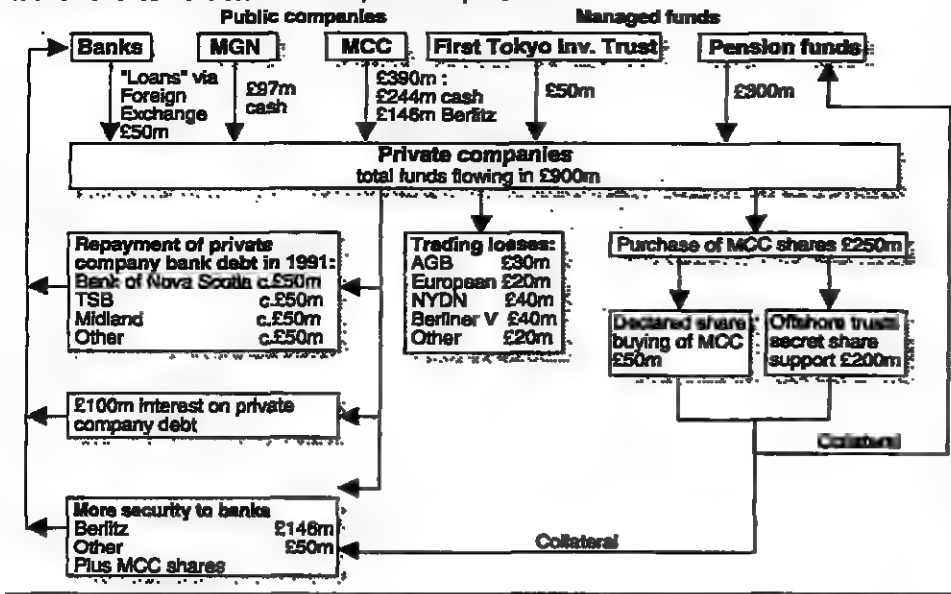 Public companies
Managed funds
Banks
MGN
MCC
First Tokyo Inv. Trust
Pension funds
"Loans" via
Foreign
Exchange
£50m
£97m
cash
£390m :
£244m cash
£146m Berlitz
£50m
£300m
Private companies
total funds flowing in £900m
Repayment of private
company bank debt in 1991:
Bank of Nova Scotia c.£50m
TSB c.£50m
Midland c.£50m
Other c.£50m
Trading losses:
AGB £30m
European £20m
NYDN £40m
Berliner V £40m
Other £20m
Purchase of MCC shares £250m
Declared share
buying of MCC
£50m
Offshore trusts
secret share
support £200m
£100m interest on private
company debt
Collateral
More security to banks
Berlitz £146m
Other £50m
Plus MCC shares
Collateral